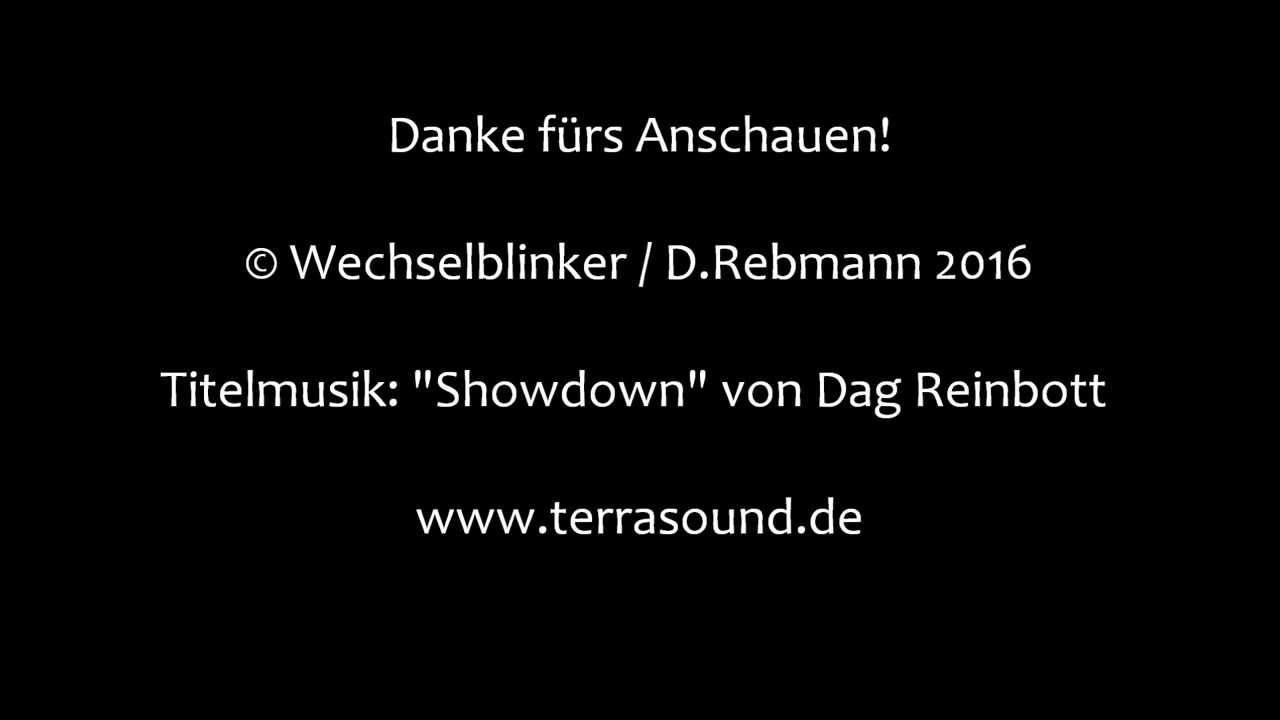 Danke fürs Anschauen!
© Wechselblinker / D.Rebmann 2016
Titelmusik: "Showdown" von Dag Reinbott
www.terrasound.de